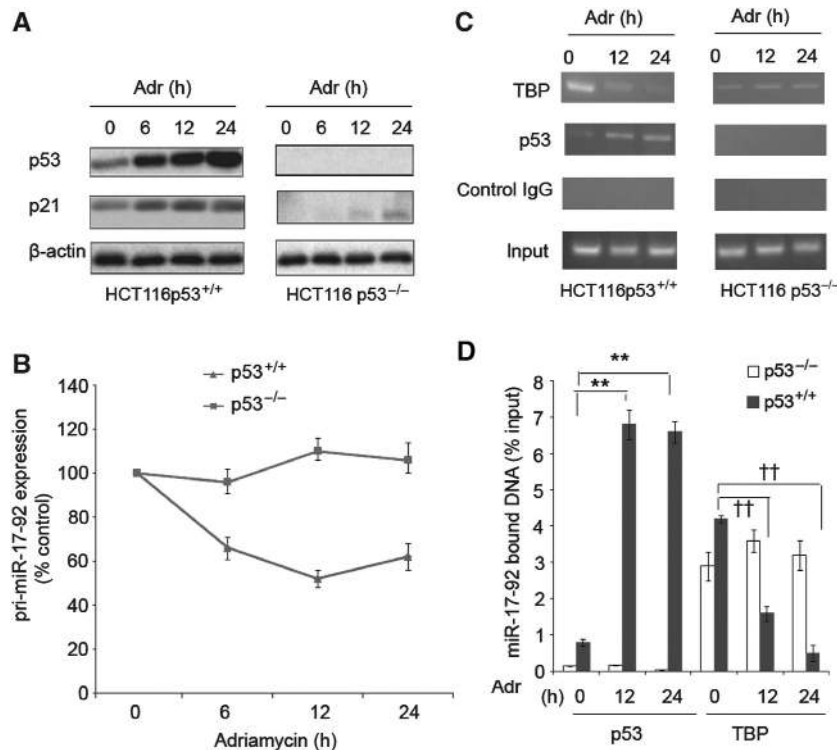 A
Adr (h)
Adr (h)
0 6 12 24
0 6 12 24
p53
p21
β-actin
HCT116p53+/+
HCT116 p53−/−
B
p53+/+
p53−/−
140
120
100
80
60
40
20
0
pri-miR-17-92 expression
(% control)
0 6 12 24
Adriamycin (h)
C
Adr (h)
Adr (h)
0 12 24
0 12 24
TBP
p53
Control IgG
Input
HCT116p53+/+
HCT116 p53−/−
D
p53−/−
p53+/+
**
**
††
††
8
7
6
5
4
3
2
1
0
miR-17-92 bound DNA (% input)
Adr
(h) 0 12 24 0 12 24
p53 TBP